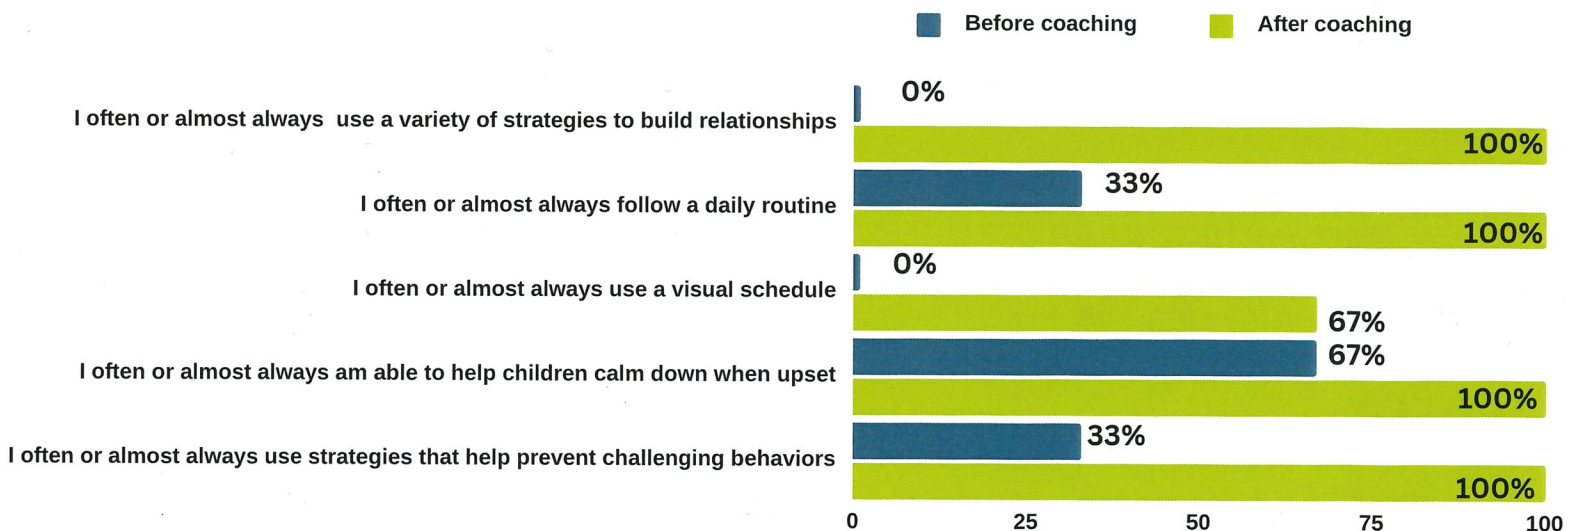 Before coaching After coaching
0%
I often or almost always use a variety of strategies to build relationships
100%
33%
I often or almost always follow a daily routine
100%
0%
I often or almost always use a visual schedule
67%
67%
I often or almost always am able to help children calm down when upset
100%
33%
I often or almost always use strategies that help prevent challenging behaviors
100%
0 25 50 75 100